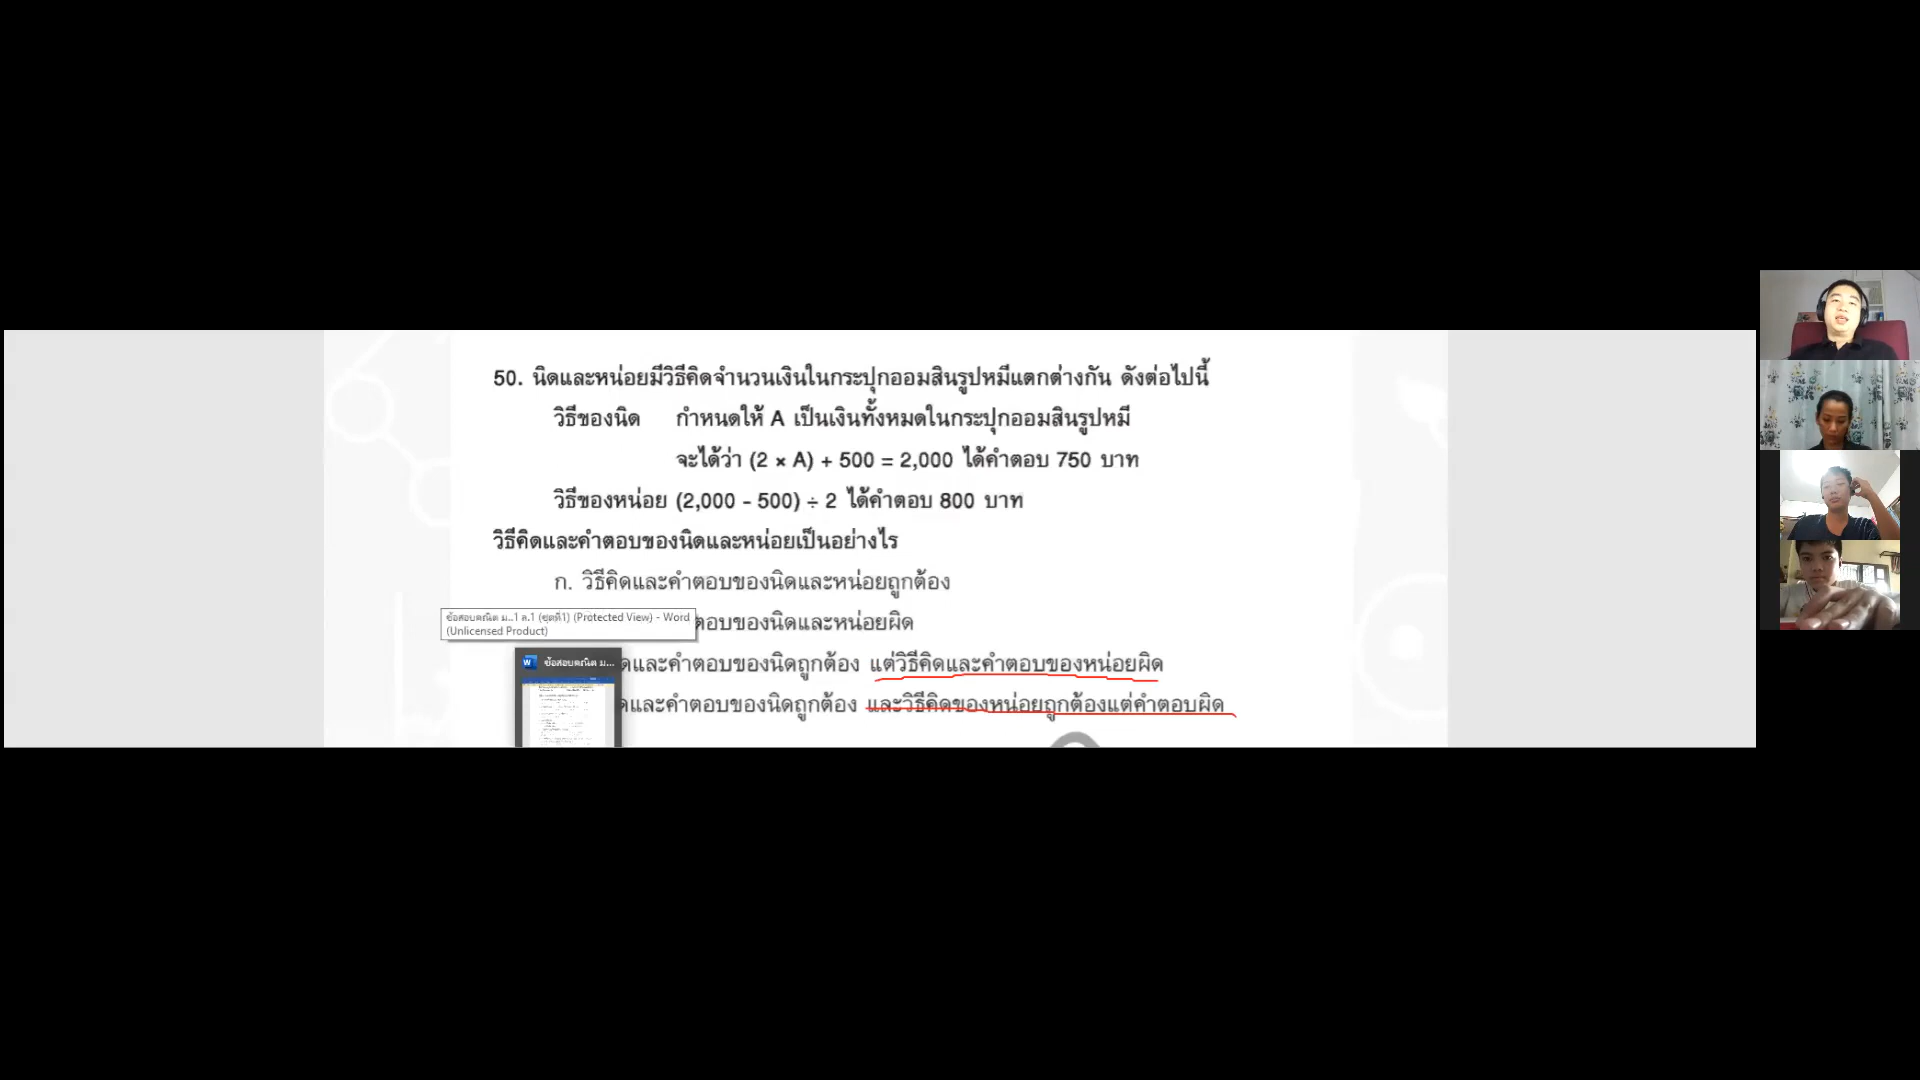 50. นิดและหน่อยมีวิธีคิดจำนวนเงินในกระปุกออมสินรูปหมีแตกต่างกัน ดังต่อไปนี้
วิธีของนิด กำหนดให้ A เป็นเงินทั้งหมดในกระปุกออมสินรูปหมี
จะได้ว่า (2 × A) + 500 = 2,000 ได้คำตอบ 750 บาท
วิธีของหน่อย (2,000 - 500) ÷ 2 ได้คำตอบ 800 บาท
วิธีคิดและคำตอบของนิดและหน่อยเป็นอย่างไร
ก. วิธีคิดและคำตอบของนิดและหน่อยถูกต้อง
ข้อสอบคณิต ม..1 ล.1 (ชุดที่1) (Protected View) - Word
(Unlicensed Product)
ตอบของนิดและหน่อยผิด
ข้อสอบคณิต ม...
ดและคำตอบของนิดถูกต้อง แต่วิธีคิดและคำตอบของหน่อยผิด
ดและคำตอบของนิดถูกต้อง และวิธีคิดของหน่อยถูกต้องแต่คำตอบผิด